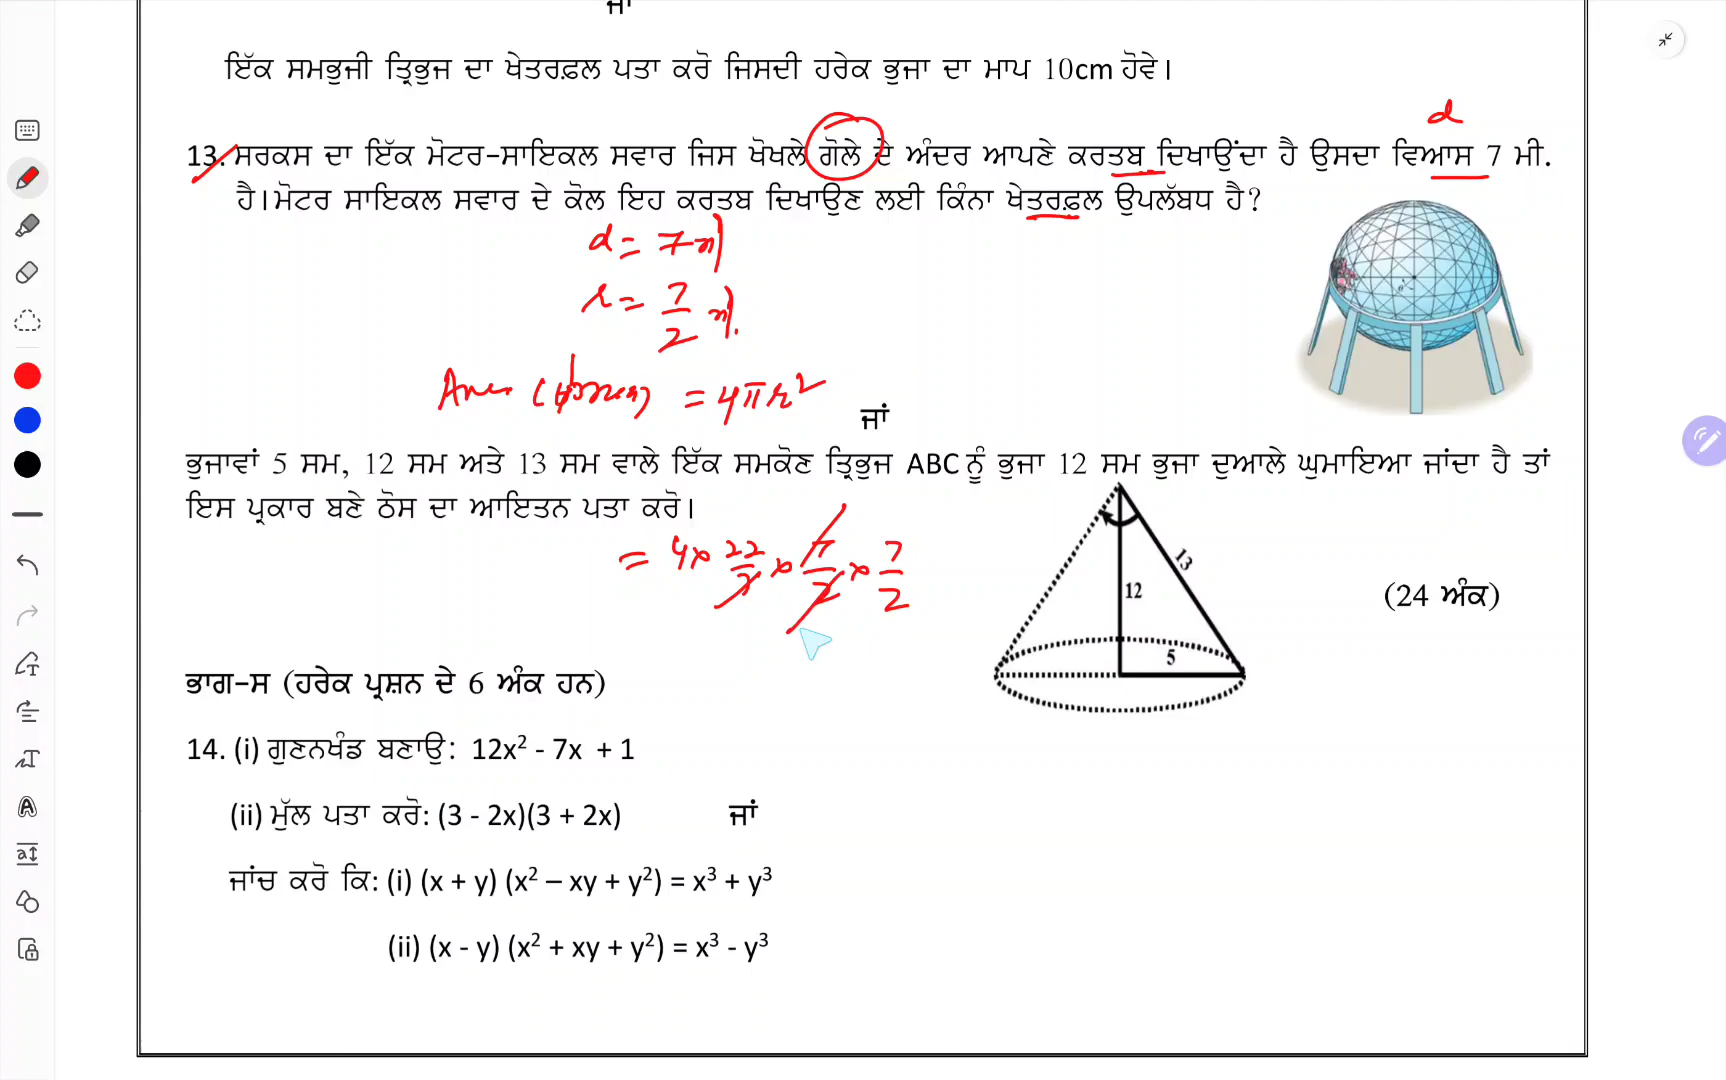 ਜਾਂ
ਇੱਕ ਸਮਭੁਜੀ ਤ੍ਰਿਭੁਜ ਦਾ ਖੇਤਰਫ਼ਲ ਪਤਾ ਕਰੋ ਜਿਸਦੀ ਹਰੇਕ ਭੁਜਾ ਦਾ ਮਾਪ 10cm ਹੋਵੇ।
d
13. ਸਰਕਸ ਦਾ ਇੱਕ ਮੋਟਰ-ਸਾਇਕਲ ਸਵਾਰ ਜਿਸ ਖੋਖਲੇ ਗੋਲੇ ਦੇ ਅੰਦਰ ਆਪਣੇ ਕਰਤਬ ਦਿਖਾਉਂਦਾ ਹੈ ਉਸਦਾ ਵਿਆਸ 7 ਮੀ.
ਹੈ।ਮੋਟਰ ਸਾਇਕਲ ਸਵਾਰ ਦੇ ਕੋਲ ਇਹ ਕਰਤਬ ਦਿਖਾਉਣ ਲਈ ਕਿੰਨਾ ਖੇਤਰਫ਼ਲ ਉਪਲੱਬਧ ਹੈ?
d = 7ਮੀ
r = 7/2 ਮੀ.
= 4πr²
ਜਾਂ
ਭੁਜਾਵਾਂ 5 ਸਮ, 12 ਸਮ ਅਤੇ 13 ਸਮ ਵਾਲੇ ਇੱਕ ਸਮਕੋਣ ਤ੍ਰਿਭੁਜ ABC ਨੂੰ ਭੁਜਾ 12 ਸਮ ਭੁਜਾ ਦੁਆਲੇ ਘੁਮਾਇਆ ਜਾਂਦਾ ਹੈ ਤਾਂ
ਇਸ ਪ੍ਰਕਾਰ ਬਣੇ ਠੋਸ ਦਾ ਆਇਤਨ ਪਤਾ ਕਰੋ।
= 4 × 22/7 × 7/2 × 7/2
13
12
5
(24 ਅੰਕ)
ਭਾਗ-ਸ (ਹਰੇਕ ਪ੍ਰਸ਼ਨ ਦੇ 6 ਅੰਕ ਹਨ)
14. (i) ਗੁਣਨਖੰਡ ਬਣਾਉ: 12x² - 7x + 1
(ii) ਮੁੱਲ ਪਤਾ ਕਰੋ: (3 - 2x)(3 + 2x) ਜਾਂ
ਜਾਂਚ ਕਰੋ ਕਿ: (i) (x + y) (x² – xy + y²) = x³ + y³
(ii) (x - y) (x² + xy + y²) = x³ - y³